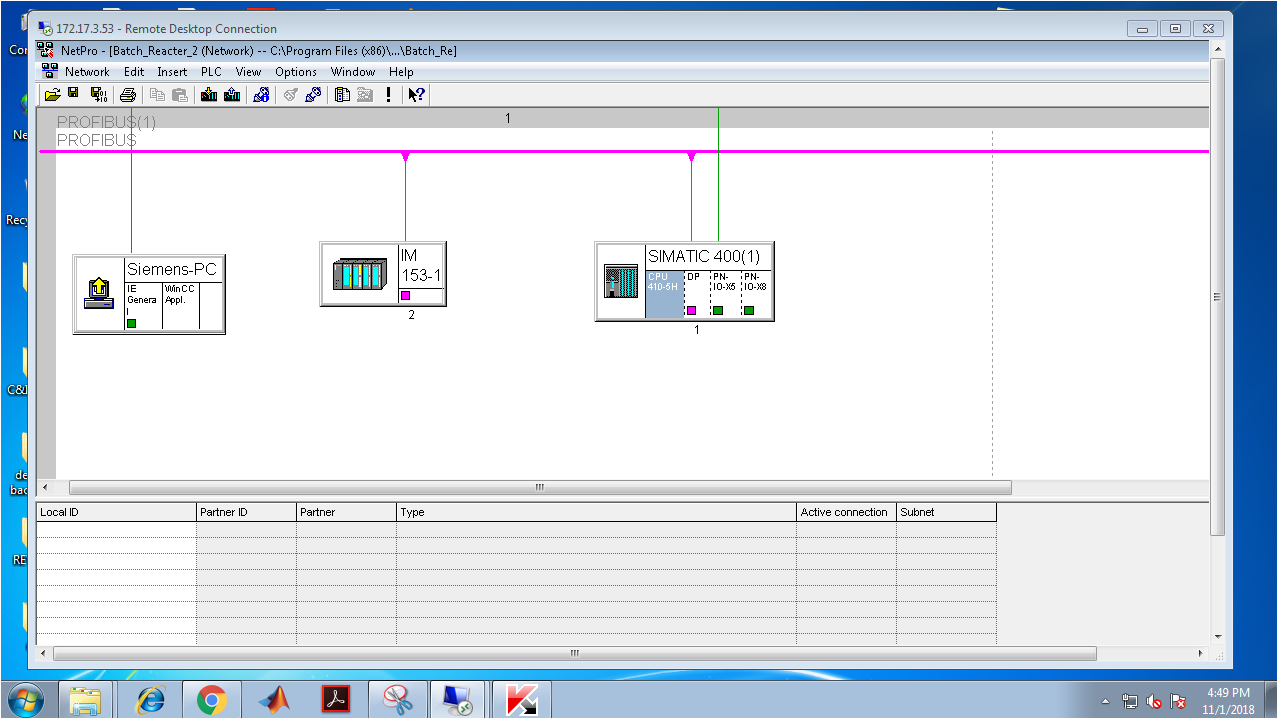 172.17.3.53 - Remote Desktop Connection
NetPro - [Batch_Reacter_2 (Network) -- C:\Program Files (x86)\...\Batch_Re]
Network Edit Insert PLC View Options Window Help
PROFIBUS(1)
PROFIBUS
1
Siemens-PC
IE
Genera
l
WinCC
Appl.
IM
153-1
2
SIMATIC 400(1)
CPU
410-5H
DP
PN-
IO-X5
PN-
IO-X8
1
Local ID Partner ID Partner Type Active connection Subnet
Con
Ne
Recy
C&I
de
bac
RE
4:49 PM
11/1/2018